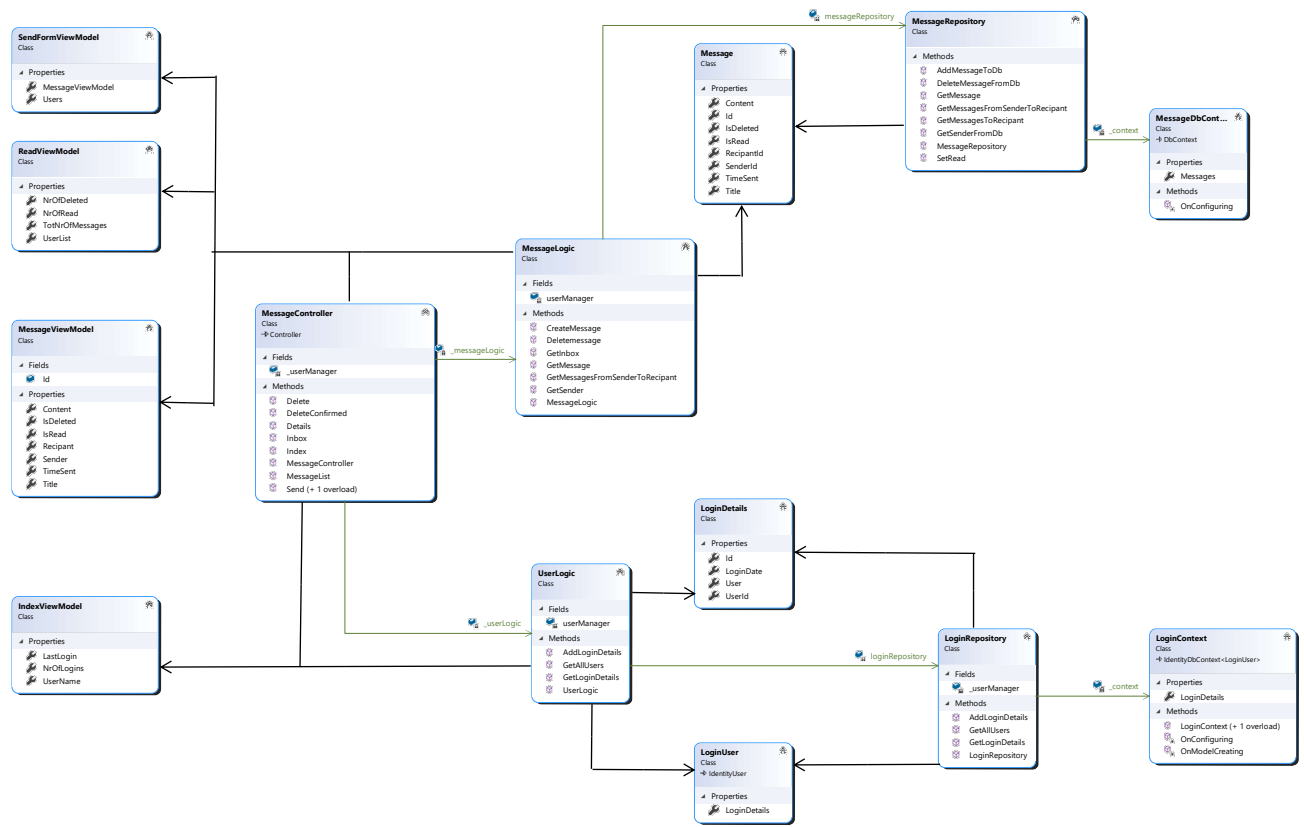 SendFormViewModel
Class
Properties
MessageViewModel
Users
ReadViewModel
Class
Properties
NrOfDeleted
NrOfRead
TotNrOfMessages
UserList
MessageViewModel
Class
Fields
Id
Properties
Content
IsDeleted
IsRead
Recipant
Sender
TimeSent
Title
IndexViewModel
Class
Properties
LastLogin
NrOfLogins
UserName
MessageController
Class
Controller
Fields
_userManager
Methods
Delete
DeleteConfirmed
Details
Inbox
Index
MessageController
MessageList
Send (+ 1 overload)
_messageLogic
_userLogic
MessageLogic
Class
Fields
userManager
Methods
CreateMessage
Deletemessage
GetInbox
GetMessage
GetMessagesFromSenderToRecipant
GetSender
MessageLogic
messageRepository
Message
Class
Properties
Content
Id
IsDeleted
IsRead
RecipantId
SenderId
TimeSent
Title
MessageRepository
Class
Methods
AddMessageToDb
DeleteMessageFromDb
GetMessage
GetMessagesFromSenderToRecipant
GetMessagesToRecipant
GetSenderFromDb
MessageRepository
SetRead
_context
MessageDbCont...
Class
DbContext
Properties
Messages
Methods
OnConfiguring
UserLogic
Class
Fields
userManager
Methods
AddLoginDetails
GetAllUsers
GetLoginDetails
UserLogic
loginRepository
LoginDetails
Class
Properties
Id
LoginDate
User
UserId
LoginUser
Class
IdentityUser
Properties
LoginDetails
LoginRepository
Class
Fields
_userManager
Methods
AddLoginDetails
GetAllUsers
GetLoginDetails
LoginRepository
_context
LoginContext
Class
IdentityDbContext<LoginUser>
Properties
LoginDetails
Methods
LoginContext (+ 1 overload)
OnConfiguring
OnModelCreating